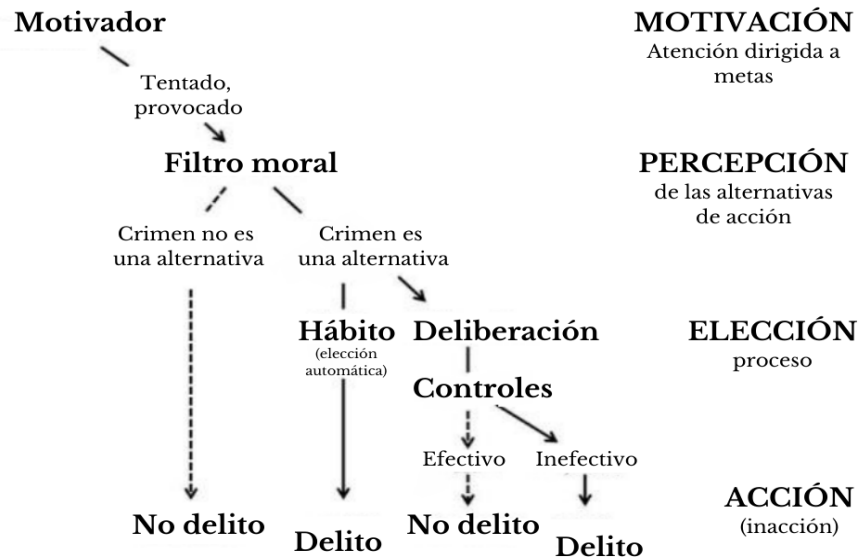 Motivador
MOTIVACIÓN
Atención dirigida a
metas
Tentado,
provocado
Filtro moral
PERCEPCIÓN
de las alternativas
de acción
Crimen no es
una alternativa
Crimen es
una alternativa
Hábito
(elección
automática)
Deliberación
ELECCIÓN
proceso
Controles
Efectivo
Inefectivo
ACCIÓN
(inacción)
No delito
Delito
No delito
Delito